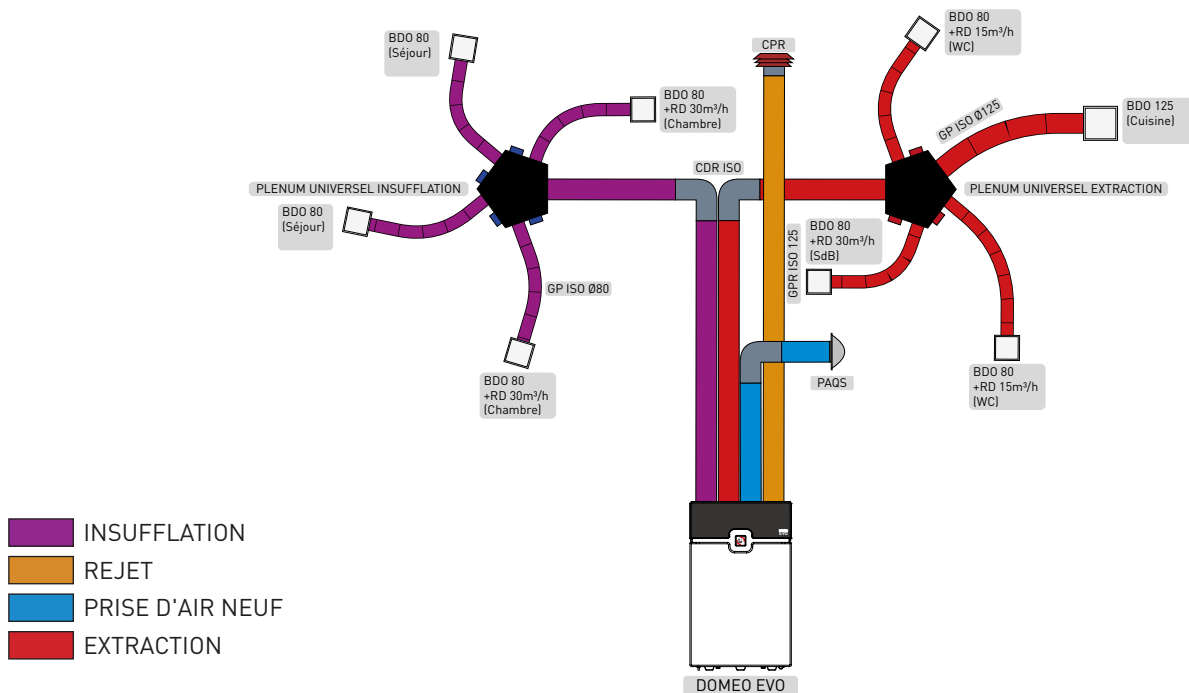 BDO 80
(Séjour)
BDO 80
+RD 30m³/h
(Chambre)
CPR
BDO 80
+RD 15m³/h
(WC)
GP ISO Ø125
BDO 125
(Cuisine)
CDR ISO
PLENUM UNIVERSEL INSUFFLATION
PLENUM UNIVERSEL EXTRACTION
BDO 80
(Séjour)
BDO 80
+RD 30m³/h
(SdB)
GPR ISO 125
GP ISO Ø80
BDO 80
+RD 30m³/h
(Chambre)
PAQS
BDO 80
+RD 15m³/h
(WC)
INSUFFLATION
REJET
PRISE D'AIR NEUF
EXTRACTION
DOMEO EVO